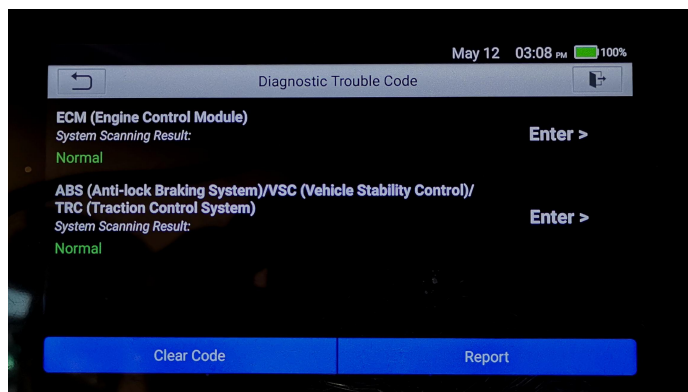 May 12 03:08 PM 100%
Diagnostic Trouble Code
ECM (Engine Control Module)
System Scanning Result:
Enter >
Normal
ABS (Anti-lock Braking System)/VSC (Vehicle Stability Control)/
TRC (Traction Control System)
System Scanning Result:
Enter >
Normal
Clear Code
Report